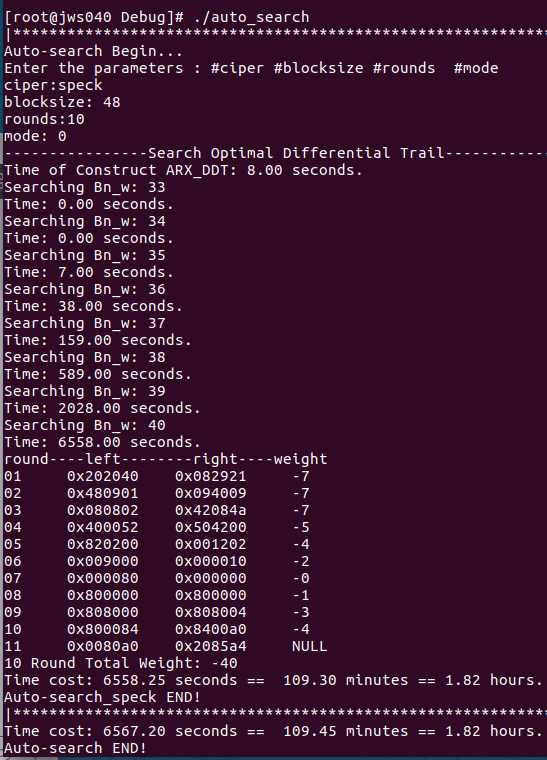 [root@jws040 Debug]# ./auto_search
|****************************************************************
Auto-search Begin...
Enter the parameters : #ciper #blocksize #rounds  #mode
ciper:speck
blocksize: 48
rounds:10
mode: 0
----------------Search Optimal Differential Trail------------
Time of Construct ARX_DDT: 8.00 seconds.
Searching Bn_w: 33
Time: 0.00 seconds.
Searching Bn_w: 34
Time: 0.00 seconds.
Searching Bn_w: 35
Time: 7.00 seconds.
Searching Bn_w: 36
Time: 38.00 seconds.
Searching Bn_w: 37
Time: 159.00 seconds.
Searching Bn_w: 38
Time: 589.00 seconds.
Searching Bn_w: 39
Time: 2028.00 seconds.
Searching Bn_w: 40
Time: 6558.00 seconds.
round----left--------right----weight
01     0x202040    0x082921     -7
02     0x480901    0x094009     -7
03     0x080802    0x42084a     -7
04     0x400052    0x504200     -5
05     0x820200    0x001202     -4
06     0x009000    0x000010     -2
07     0x000080    0x000000     -0
08     0x800000    0x800000     -1
09     0x808000    0x808004     -3
10     0x800084    0x8400a0     -4
11     0x0080a0    0x2085a4     NULL
10 Round Total Weight: -40
Time cost: 6558.25 seconds ==  109.30 minutes == 1.82 hours.
Auto-search_speck END!
|****************************************************************
Time cost: 6567.20 seconds ==  109.45 minutes == 1.82 hours.
Auto-search END!